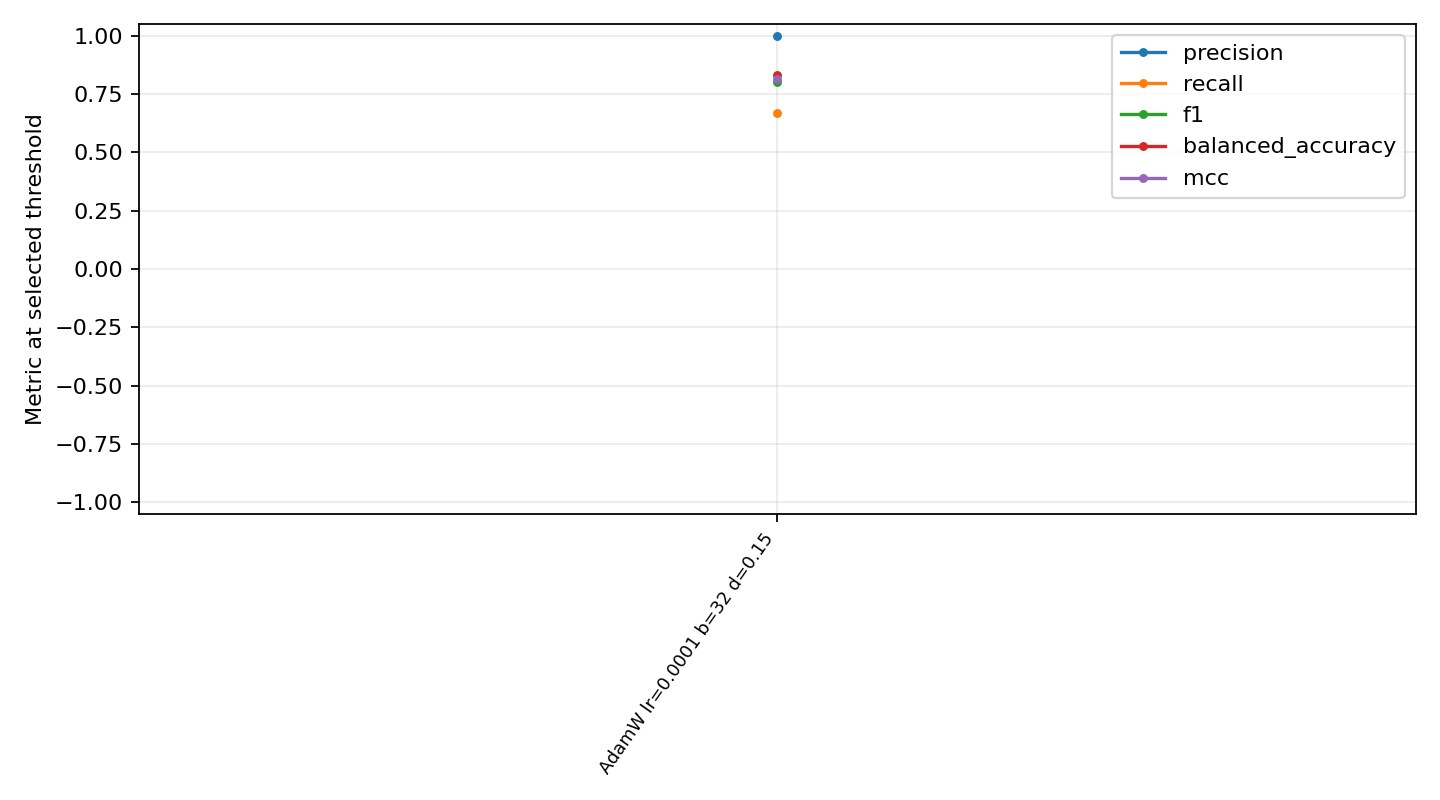 Metric at selected threshold
1.00
0.75
0.50
0.25
0.00
−0.25
−0.50
−0.75
−1.00
precision
recall
f1
balanced_accuracy
mcc
AdamW lr=0.0001 b=32 d=0.15